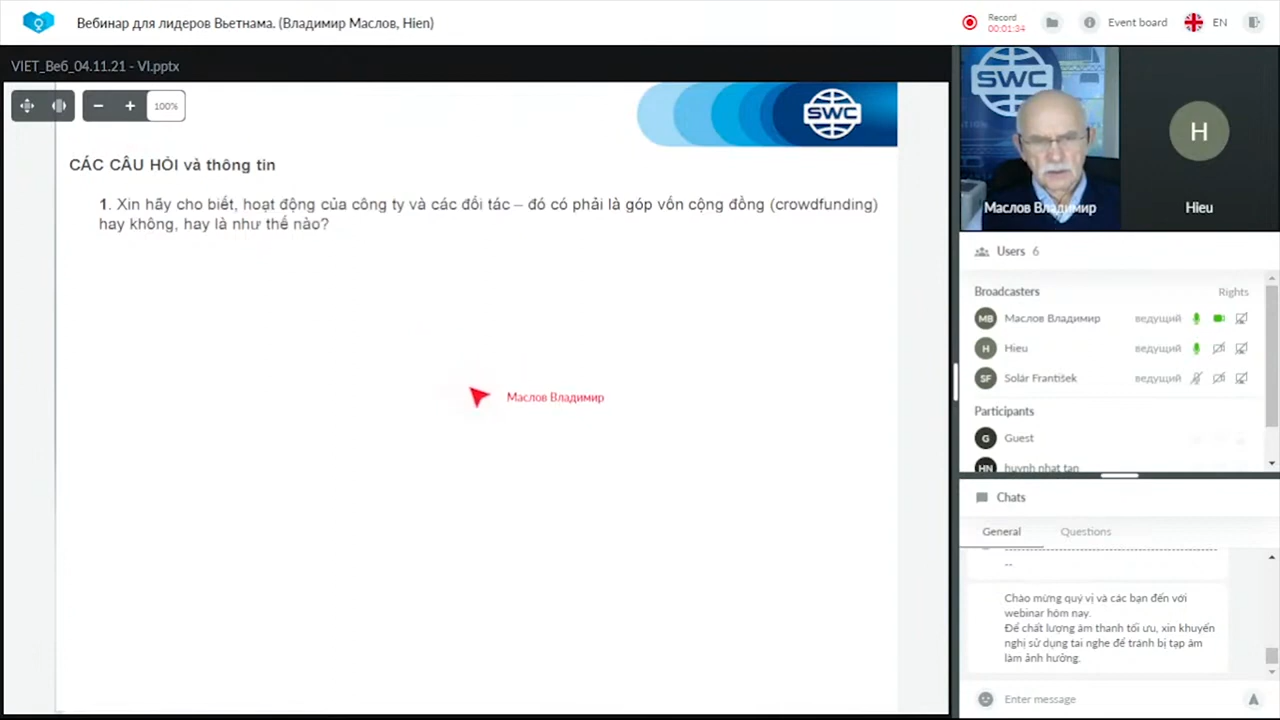 Вебинар для лидеров Вьетнама. (Владимир Маслов, Hien)
Record
00:01:34
Event board
EN
VIET_Веб_04.11.21 - VI.pptx
100%
SWC
CÁC CÂU HỎI và thông tin
1. Xin hãy cho biết, hoạt động của công ty và các đối tác – đó có phải là góp vốn cộng đồng (crowdfunding)
hay không, hay là như thế nào?
Маслов Владимир
SWC
Маслов Владимир
H
Hieu
Users 6
Broadcasters Rights
МВ Маслов Владимир ведущий
H Hieu ведущий
SF Solár František ведущий
Participants
G Guest
HN huynh nhat tan
Chats
General Questions
--
Chào mừng quý vị và các bạn đến với
webinar hôm nay.
Để chất lượng âm thanh tối ưu, xin khuyến
nghị sử dụng tai nghe để tránh bị tạp âm
làm ảnh hưởng.
Enter message